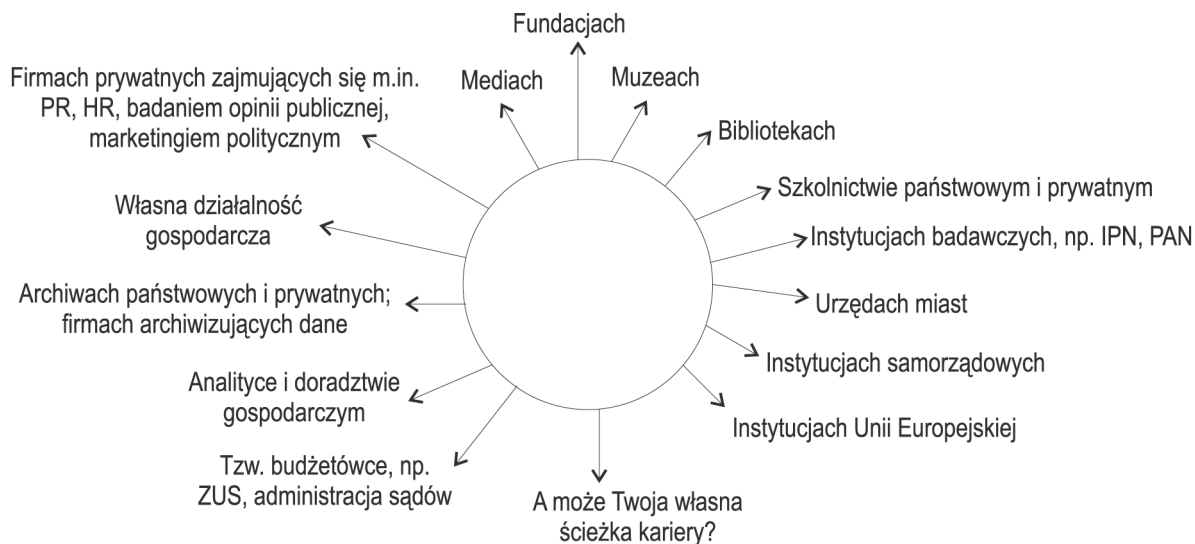 Fundacjach
Mediach
Muzeach
Firmach prywatnych zajmujących się m.in.
PR, HR, badaniem opinii publicznej,
marketingiem politycznym
Bibliotekach
Szkolnictwie państwowym i prywatnym
Własna działalność
gospodarcza
Instytucjach badawczych, np. IPN, PAN
Archiwach państwowych i prywatnych;
firmach archiwizujących dane
Urzędach miast
Instytucjach samorządowych
Analityce i doradztwie
gospodarczym
Instytucjach Unii Europejskiej
Tzw. budżetówce, np.
ZUS, administracja sądów
A może Twoja własna
ścieżka kariery?